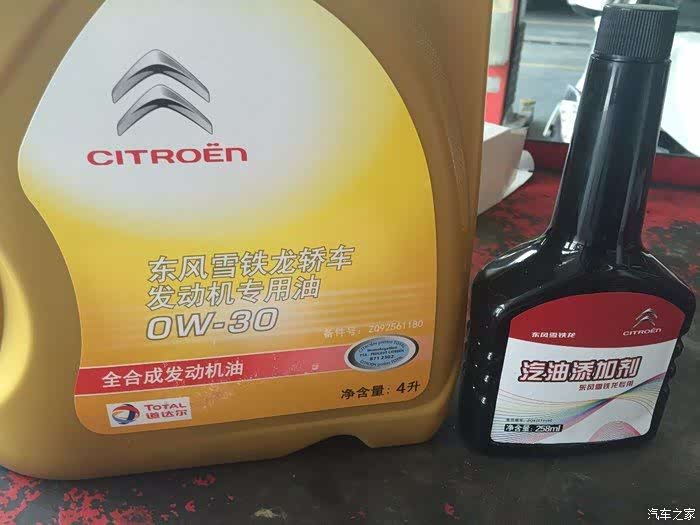 CITROËN
东风雪铁龙轿车
发动机专用油
0W-30
备件号: ZQ92561180
B71 2302
全合成发动机油
净含量: 4升
TOTAL
道达尔
东风雪铁龙
CITROËN
汽油添加剂
东风雪铁龙专用
净含量: 258ml
汽车之家